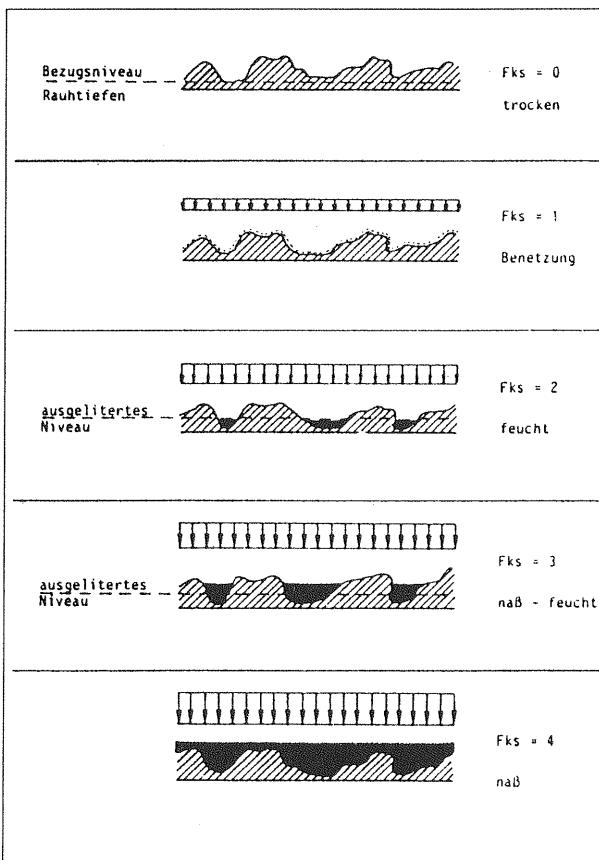 Bezugsniveau
Rauhtiefen
Fks = 0
trocken
Fks = 1
Benetzung
ausgelitertes
Niveau
Fks = 2
feucht
ausgelitertes
Niveau
Fks = 3
naß - feucht
Fks = 4
naß